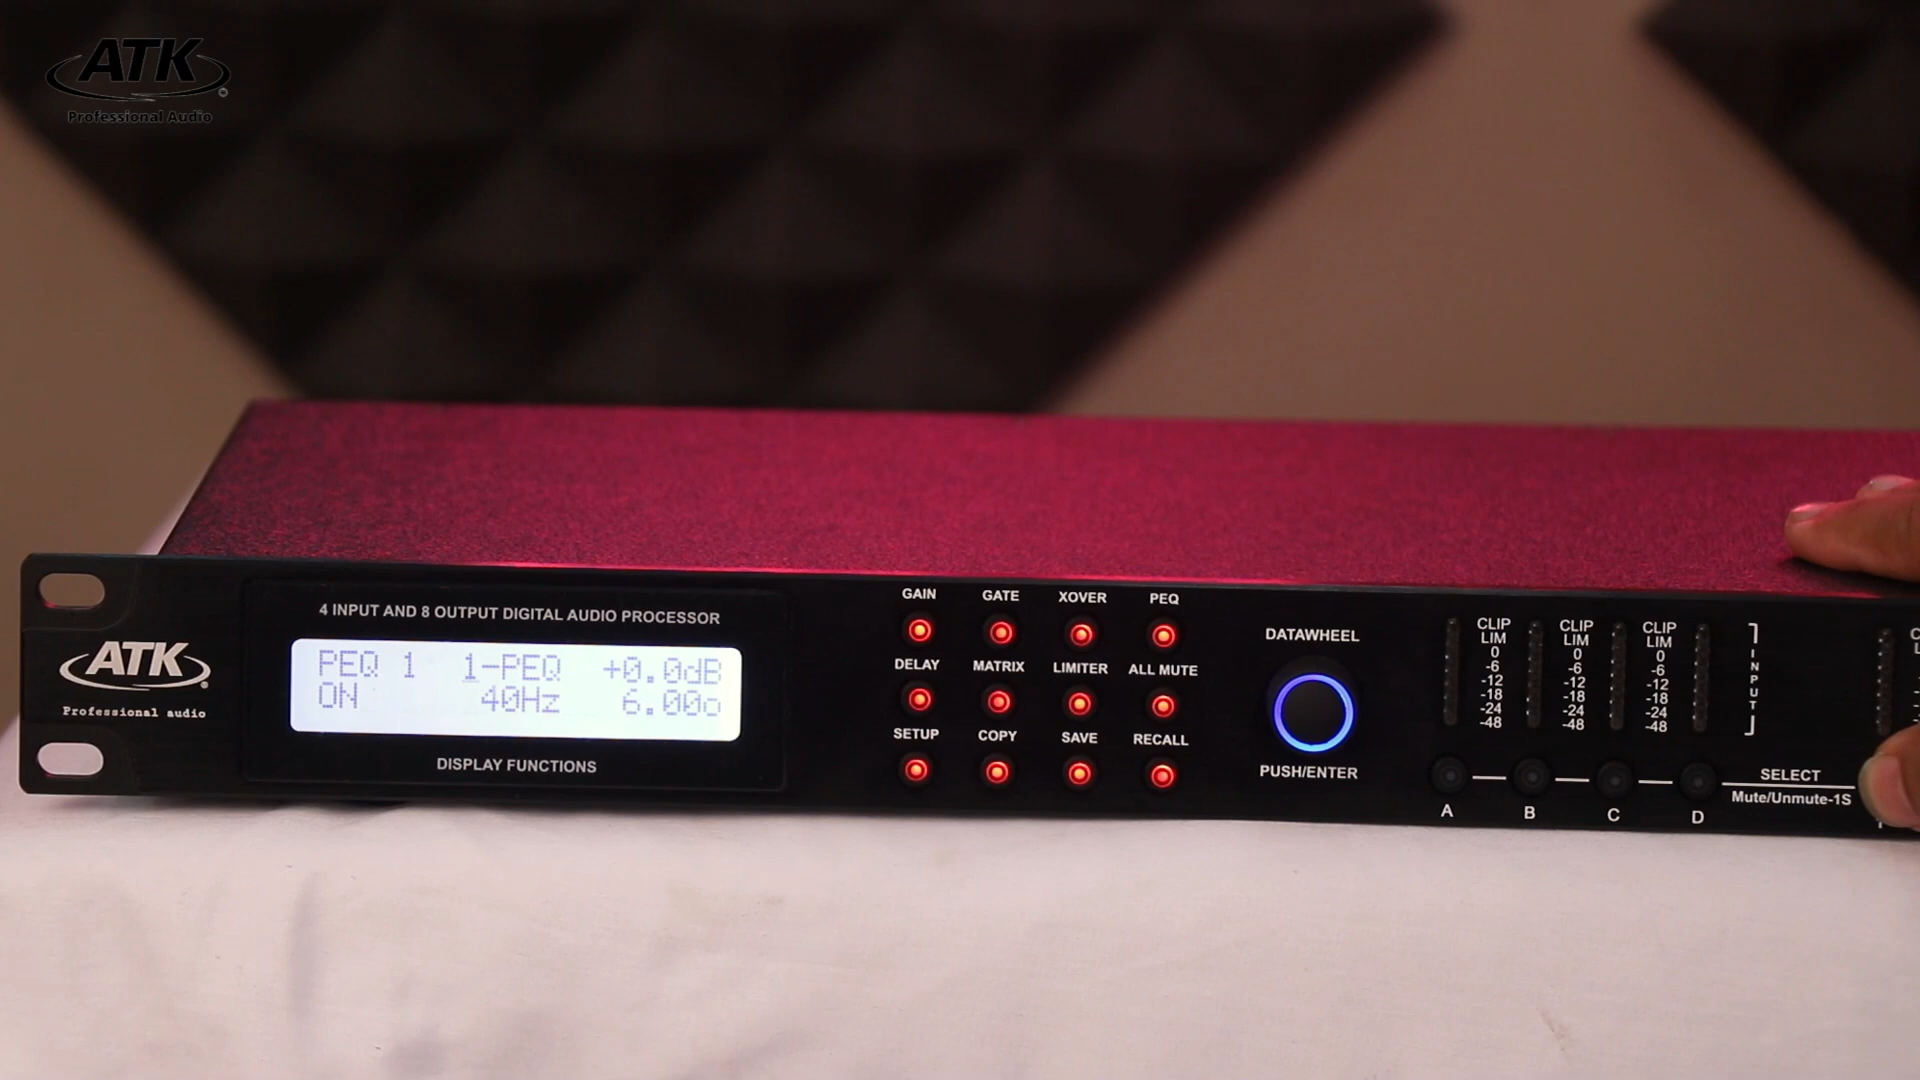 ATK
Professional Audio
4 INPUT AND 8 OUTPUT DIGITAL AUDIO PROCESSOR
PEQ 1 1-PEQ +0.0dB
ON 40Hz 6.00o
DISPLAY FUNCTIONS
ATK
Professional audio
GAIN GATE XOVER PEQ
DELAY MATRIX LIMITER ALL MUTE
SETUP COPY SAVE RECALL
DATAWHEEL
PUSH/ENTER
CLIP CLIP CLIP
LIM LIM LIM
0 0 0
-6 -6 -6
-12 -12 -12
-18 -18 -18
-24 -24 -24
-48 -48 -48
INPUT
A B C D
SELECT
Mute/Unmute-1S